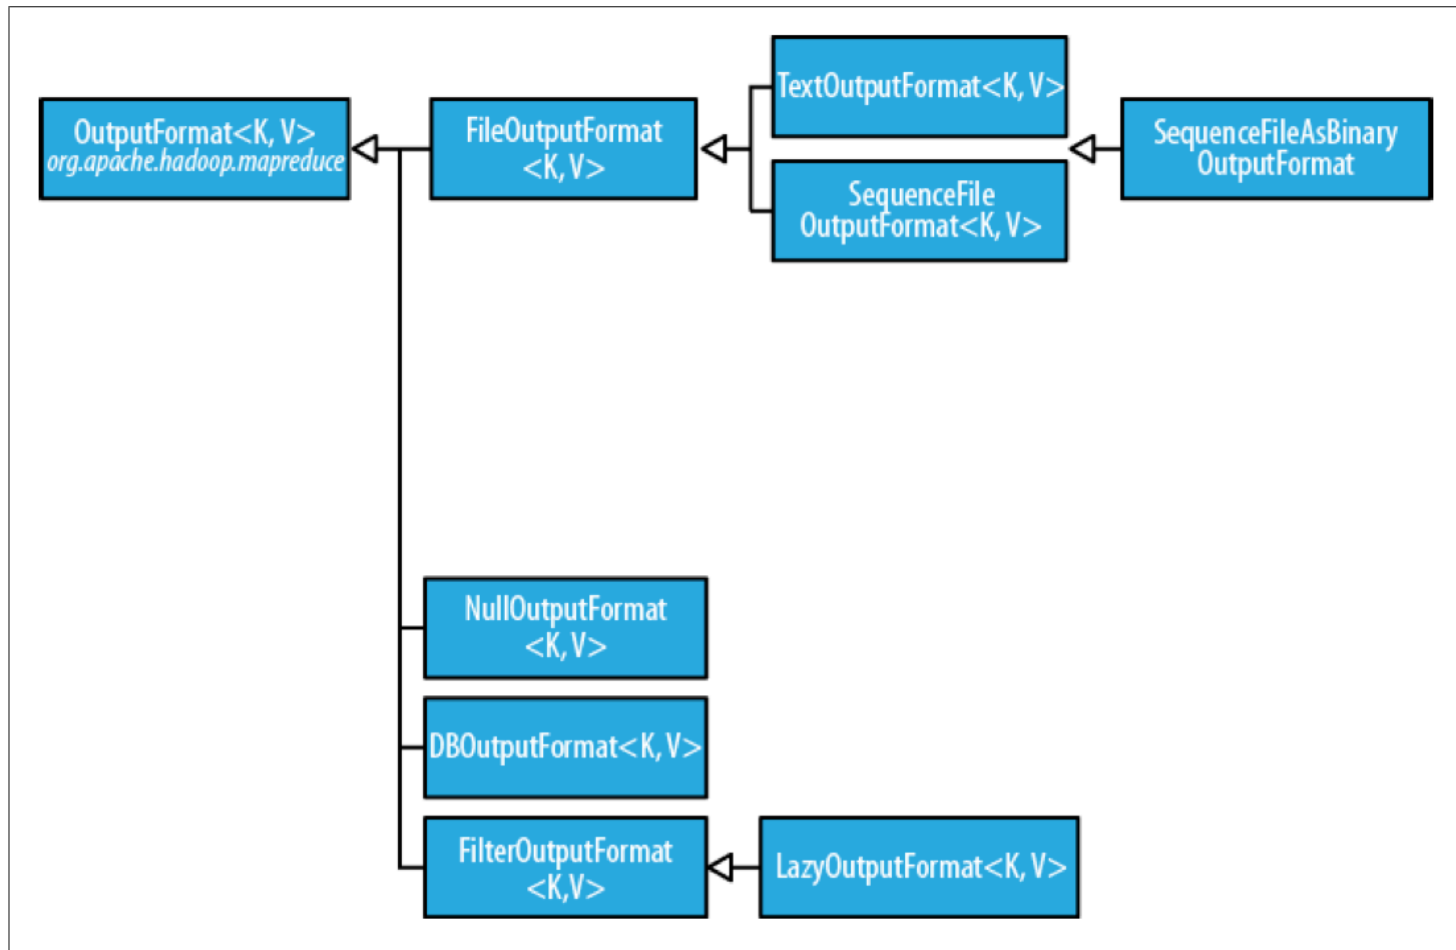 OutputFormat<K, V>
org.apache.hadoop.mapreduce
FileOutputFormat
<K, V>
TextOutputFormat<K, V>
SequenceFile
OutputFormat<K, V>
SequenceFileAsBinary
OutputFormat
NullOutputFormat
<K, V>
DBOutputFormat<K, V>
FilterOutputFormat
<K,V>
LazyOutputFormat<K, V>